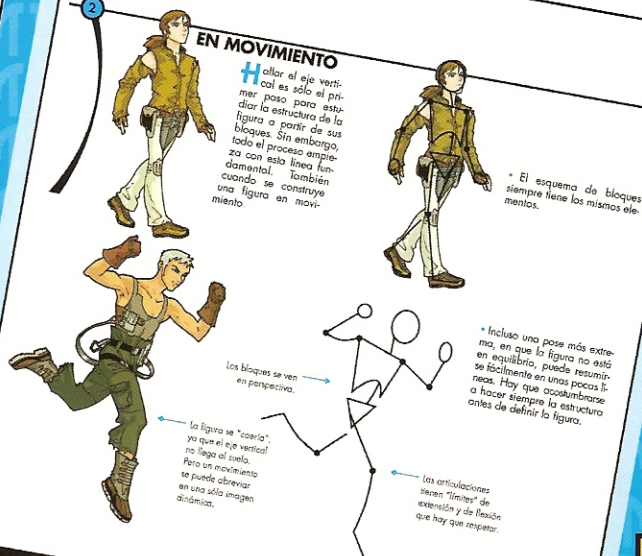 2
EN MOVIMIENTO
Hallar el eje verti-
cal es sólo el pri-
mer paso para estu-
diar la estructura de la
figura a partir de sus
bloques. Sin embargo,
todo el proceso empie-
za con esta línea fun-
damental. También
cuando se construye
una figura en movi-
miento.
• El esquema de bloques
siempre tiene los mismos ele-
mentos.
• Incluso una pose más extre-
ma, en que la figura no está
en equilibrio, puede resumir-
se fácilmente en unas pocas lí-
neas. Hay que acostumbrarse
a hacer siempre la estructura
antes de definir la figura.
Los bloques se ven
en perspectiva.
La figura se "caería",
ya que el eje vertical
no llega al suelo.
Pero un movimiento
se puede abreviar
en una sóla imagen
dinámica.
Las articulaciones
tienen "límites" de
extensión y de flexión
que hay que respetar.